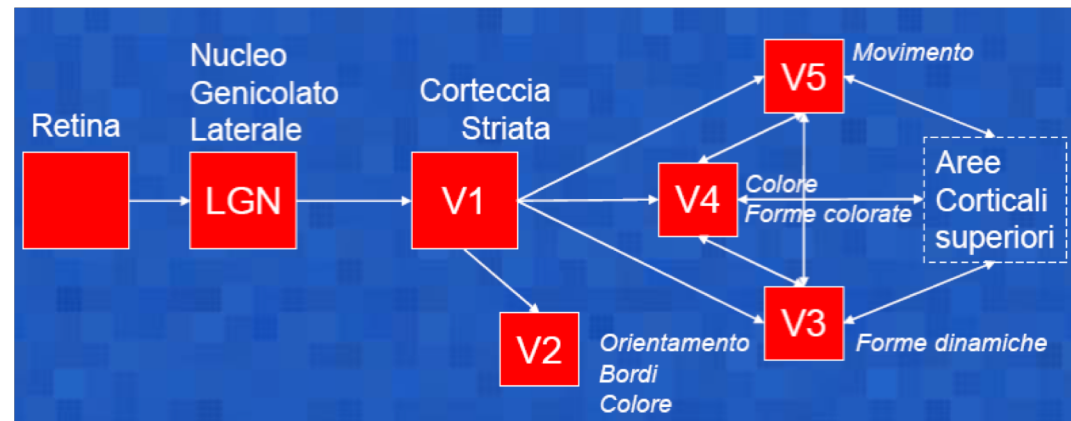 Retina
Nucleo
Genicolato
Laterale
LGN
Corteccia
Striata
V1
V2
Orientamento
Bordi
Colore
V5
Movimento
V4
Colore
Forme colorate
V3
Forme dinamiche
Aree
Corticali
superiori